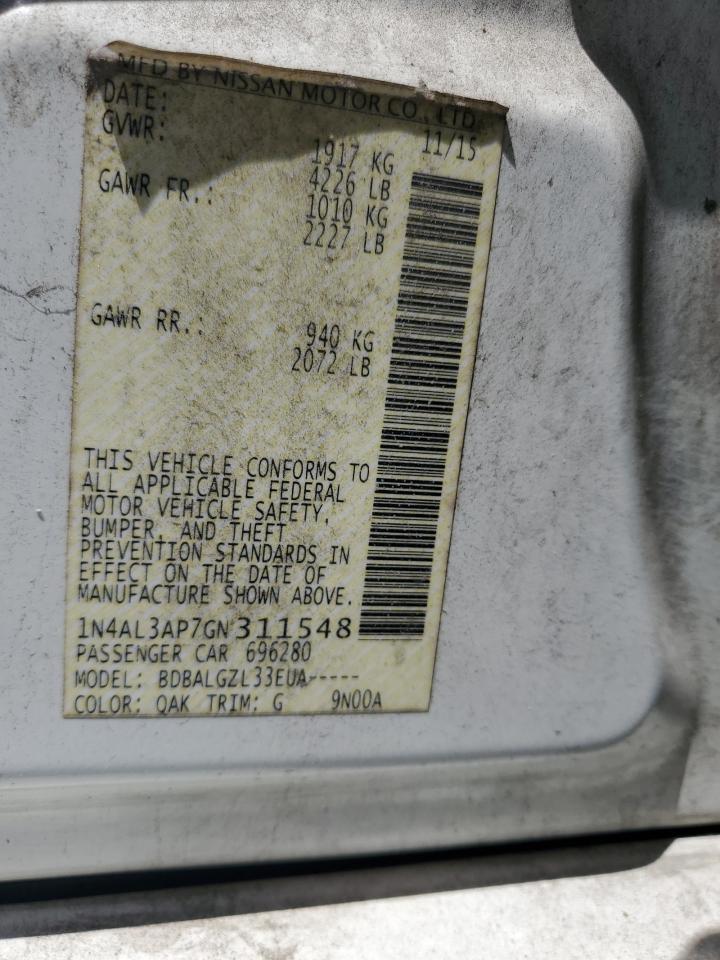 MFD BY NISSAN MOTOR CO., LTD.
DATE: 11/15
GVWR: 1917 KG
4226 LB
GAWR FR.: 1010 KG
2227 LB
GAWR RR.: 940 KG
2072 LB
THIS VEHICLE CONFORMS TO
ALL APPLICABLE FEDERAL
MOTOR VEHICLE SAFETY,
BUMPER, AND THEFT
PREVENTION STANDARDS IN
EFFECT ON THE DATE OF
MANUFACTURE SHOWN ABOVE.
1N4AL3AP7GN311548
PASSENGER CAR 696280
MODEL: BDBALGZL33EUA-----
COLOR: QAK TRIM: G 9N00A